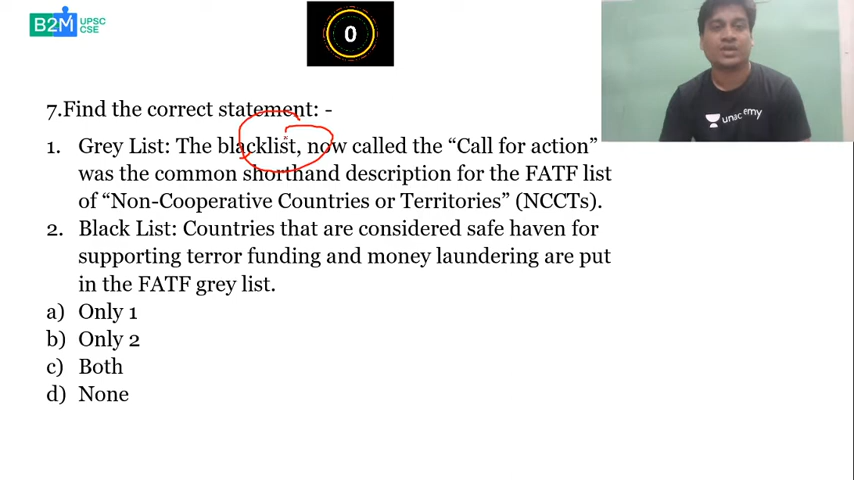 B2M UPSC
CSE
0
unacademy
7.Find the correct statement: -
1. Grey List: The blacklist, now called the “Call for action”
was the common shorthand description for the FATF list
of “Non-Cooperative Countries or Territories” (NCCTs).
2. Black List: Countries that are considered safe haven for
supporting terror funding and money laundering are put
in the FATF grey list.
a) Only 1
b) Only 2
c) Both
d) None